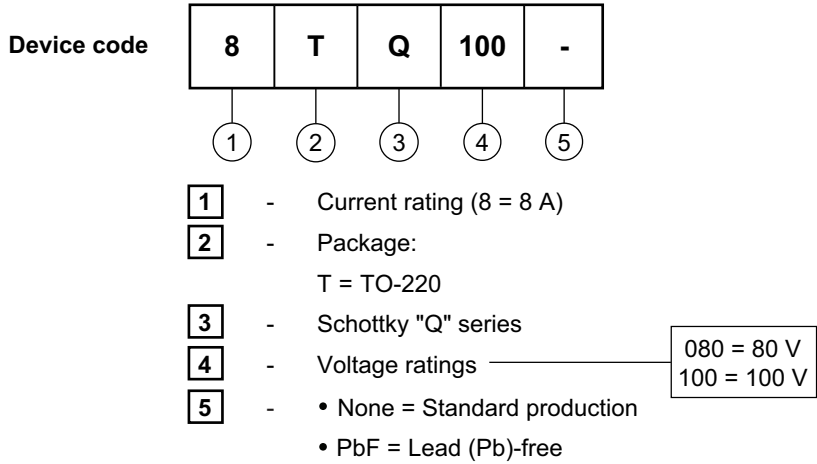 Device code 8 T Q 100 -
1 2 3 4 5
1 - Current rating (8 = 8 A)
2 - Package:
T = TO-220
3 - Schottky "Q" series
4 - Voltage ratings
080 = 80 V
100 = 100 V
5 - • None = Standard production
• PbF = Lead (Pb)-free